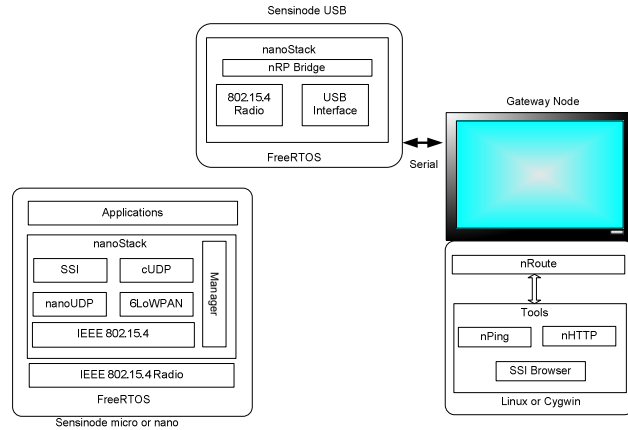 Sensinode USB
nanoStack
nRP Bridge
802.15.4
Radio
USB
Interface
FreeRTOS
Serial
Gateway Node
nRoute
Tools
nPing
nHTTP
SSI Browser
Linux or Cygwin
Applications
nanoStack
SSI
cUDP
Manager
nanoUDP
6LoWPAN
IEEE 802.15.4
IEEE 802.15.4 Radio
FreeRTOS
Sensinode micro or nano